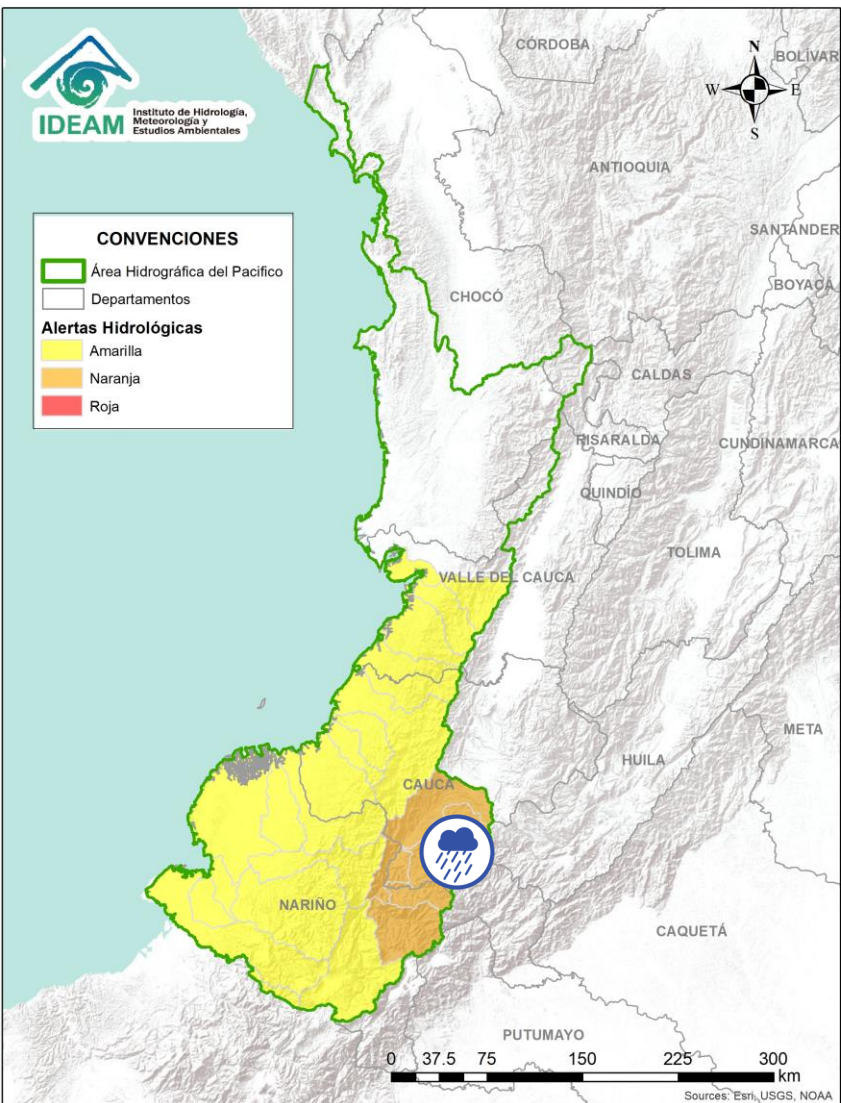 IDEAM
Instituto de Hidrología,
Meteorología y
Estudios Ambientales
N
W
E
S
CÓRDOBA
BOLÍVAR
ANTIOQUIA
SANTANDER
BOYACÁ
CHOCÓ
CALDAS
RISARALDA
CUNDINAMARCA
QUINDÍO
TOLIMA
VALLE DEL CAUCA
META
HUILA
CAUCA
NARIÑO
CAQUETÁ
PUTUMAYO
CONVENCIONES
Área Hidrográfica del Pacifico
Departamentos
Alertas Hidrológicas
Amarilla
Naranja
Roja
0 37.5 75 150 225 300
km
Sources: Esri, USGS, NOAA